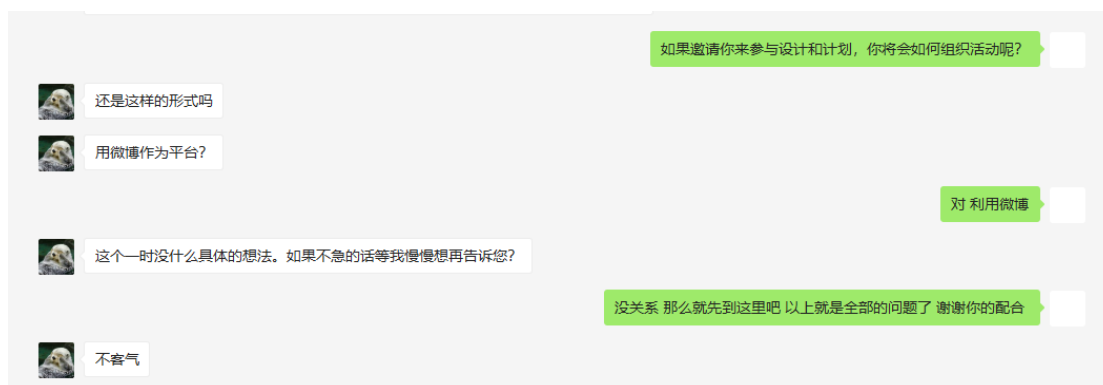 如果邀请你来参与设计和计划，你将会如何组织活动呢？
还是这样的形式吗
用微博作为平台？
对 利用微博
这个一时没什么具体的想法。如果不急的话等我慢慢想再告诉您？
没关系 那么就先到这里吧 以上就是全部的问题了 谢谢你的配合
不客气